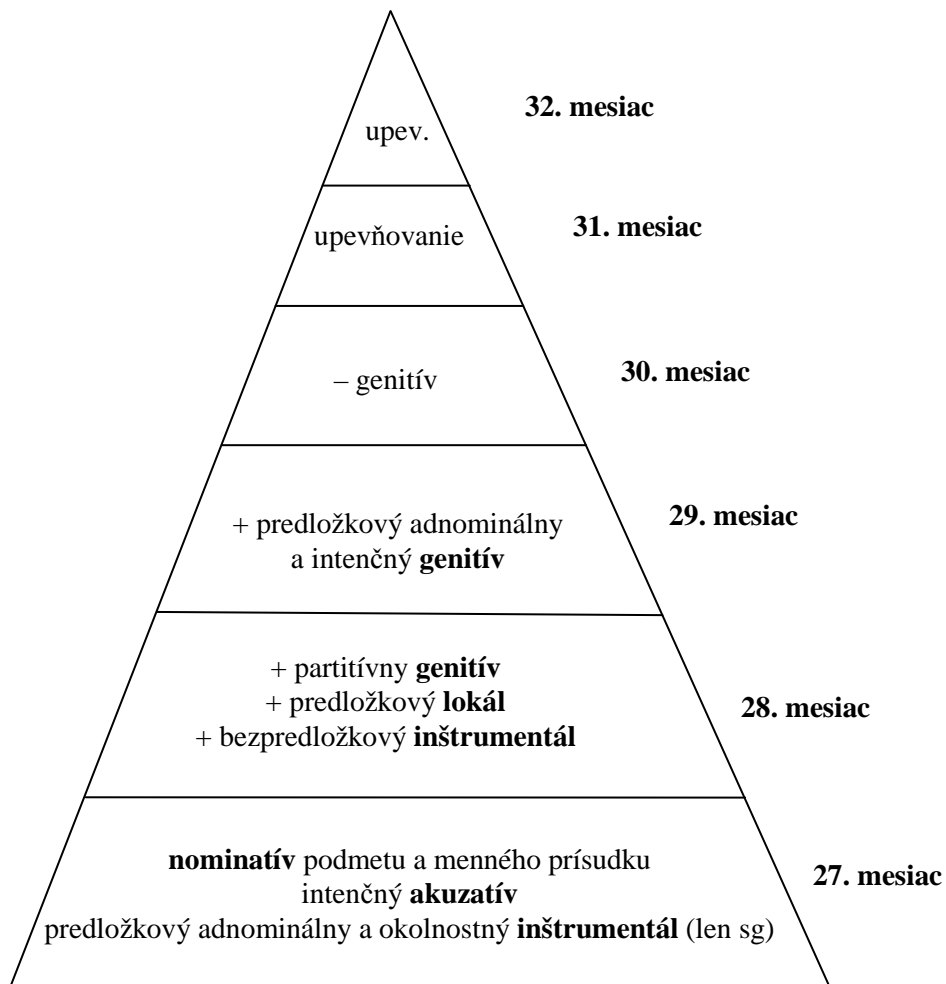 32. mesiac
upev.
31. mesiac
upevňovanie
30. mesiac
– genitív
29. mesiac
+ predložkový adnominálny
a intenčný genitív
+ partitívny genitív
+ predložkový lokál
+ bezpredložkový inštrumentál
28. mesiac
nominatív podmetu a menného prísudku
intenčný akuzatív
predložkový adnominálny a okolnostný inštrumentál (len sg)
27. mesiac